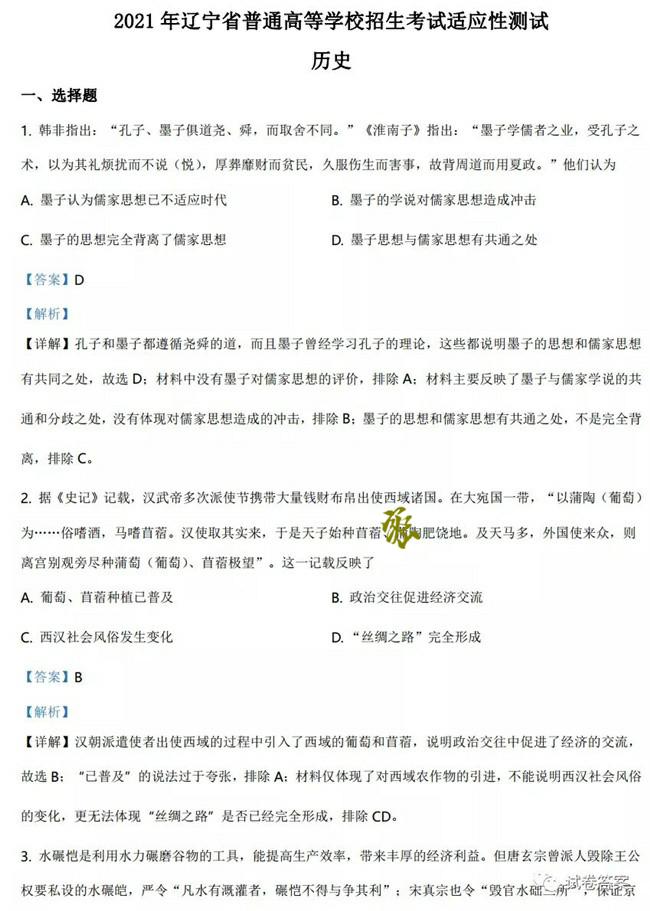 2021 年辽宁省普通高等学校招生考试适应性测试
历史
一、选择题
1. 韩非指出：“孔子、墨子俱道尧、舜，而取舍不同。”《淮南子》指出：“墨子学儒者之业，受孔子之
术，以为其礼烦扰而不说（悦），厚葬靡财而贫民，久服伤生而害事，故背周道而用夏政。”他们认为
A. 墨子认为儒家思想已不适应时代 B. 墨子的学说对儒家思想造成冲击
C. 墨子的思想完全背离了儒家思想 D. 墨子思想与儒家思想有共通之处
【答案】D
【解析】
【详解】孔子和墨子都遵循尧舜的道，而且墨子曾经学习孔子的理论，这些都说明墨子的思想和儒家思想
有共同之处，故选 D；材料中没有墨子对儒家思想的评价，排除 A；材料主要反映了墨子与儒家学说的共
通和分歧之处，没有体现对儒家思想造成的冲击，排除 B；墨子的思想和儒家思想有共通之处，不是完全背
离，排除 C。
2. 据《史记》记载，汉武帝多次派使节携带大量钱财布帛出使西域诸国。在大宛国一带，“以蒲陶（葡萄）
为……俗嗜酒，马嗜苜蓿。汉使取其实来，于是天子始种苜蓿、陶肥饶地。及天马多，外国使来众，则
离宫别观旁尽种蒲萄（葡萄）、苜蓿极望”。这一记载反映了
A. 葡萄、苜蓿种植已普及 B. 政治交往促进经济交流
C. 西汉社会风俗发生变化 D. “丝绸之路”完全形成
【答案】B
【解析】
【详解】汉朝派遣使者出使西域的过程中引入了西域的葡萄和苜蓿，说明政治交往中促进了经济的交流，
故选 B；“已普及”的说法过于夸张，排除 A；材料仅体现了对西域农作物的引进，不能说明西汉社会风俗
的变化，更无法体现“丝绸之路”是否已经完全形成，排除 CD。
3. 水碾恺是利用水力碾磨谷物的工具，能提高生产效率，带来丰厚的经济利益。但唐玄宗曾派人毁除王公
权要私设的水碾皑，严令“凡水有溉灌者，碾恺不得与争其利”；宋真宗也令“毁官水础二所”，保证京
试卷答案